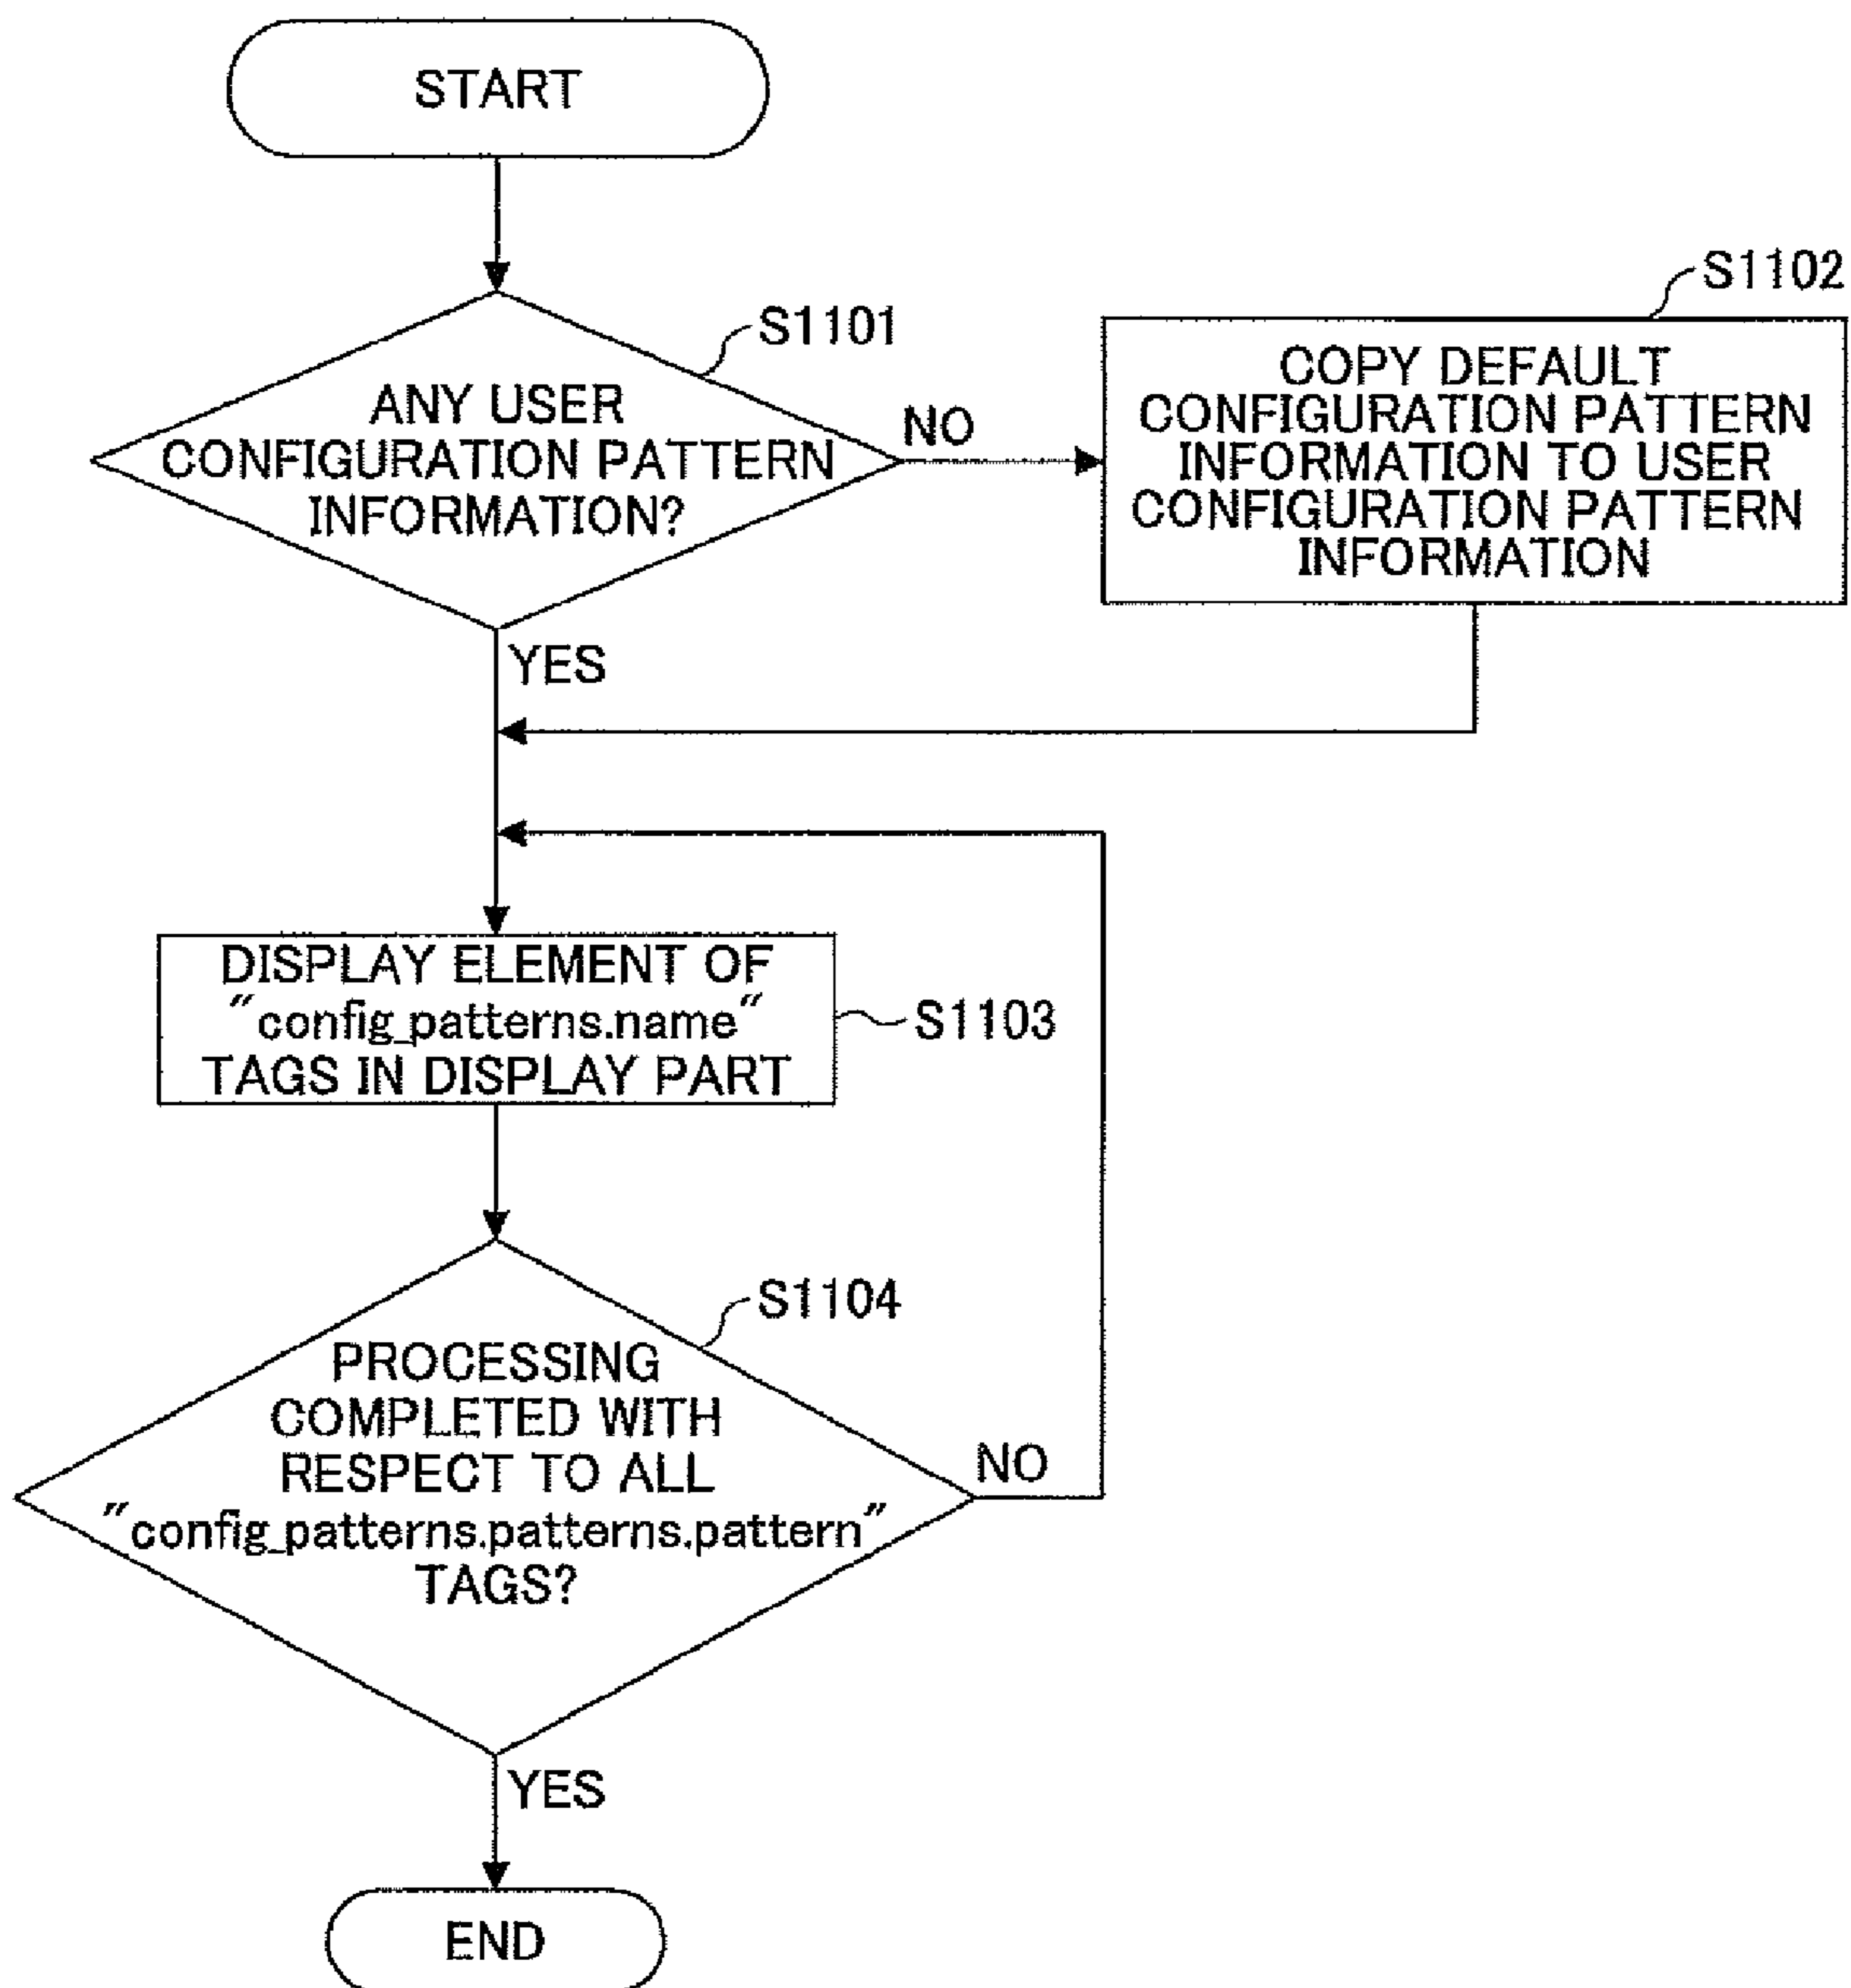 START
S1101
ANY USER
CONFIGURATION PATTERN
INFORMATION?
NO
S1102
COPY DEFAULT
CONFIGURATION PATTERN
INFORMATION TO USER
CONFIGURATION PATTERN
INFORMATION
YES
DISPLAY ELEMENT OF
"config_patterns.name"
TAGS IN DISPLAY PART
S1103
S1104
PROCESSING
COMPLETED WITH
RESPECT TO ALL
"config_patterns.patterns.pattern"
TAGS?
NO
YES
END